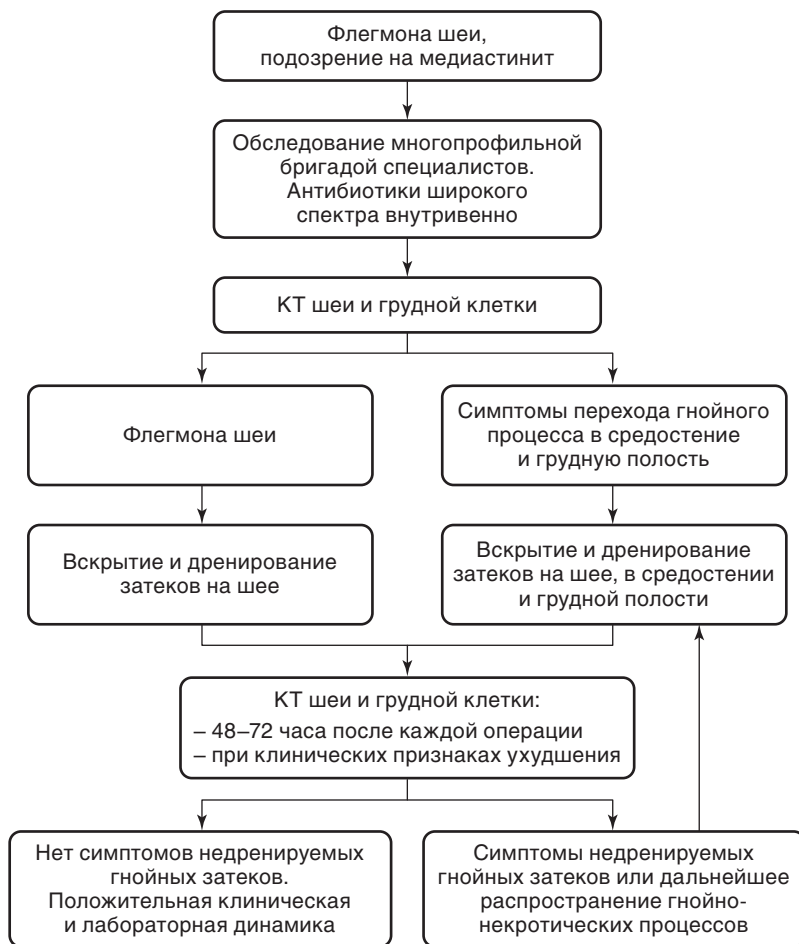 Флегмона шеи,
подозрение на медиастинит
Обследование многопрофильной
бригадой специалистов.
Антибиотики широкого
спектра внутривенно
КТ шеи и грудной клетки
Флегмона шеи
Симптомы перехода гнойного
процесса в средостение
и грудную полость
Вскрытие и дренирование
затеков на шее
Вскрытие и дренирование
затеков на шее, в средостении
и грудной полости
КТ шеи и грудной клетки:
– 48–72 часа после каждой операции
– при клинических признаках ухудшения
Нет симптомов недренируемых
гнойных затеков.
Положительная клиническая
и лабораторная динамика
Симптомы недренируемых
гнойных затеков или дальнейшее
распространение гнойно-
некротических процессов